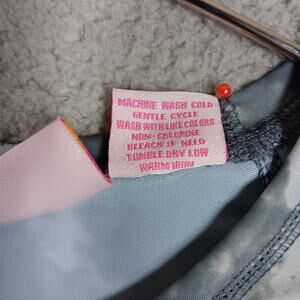 MACHINE WASH COLD
GENTLE CYCLE
WASH WITH LIKE COLORS
NON-CHLORINE
BLEACH IF NEED
TUMBLE DRY LOW
WARM IRON